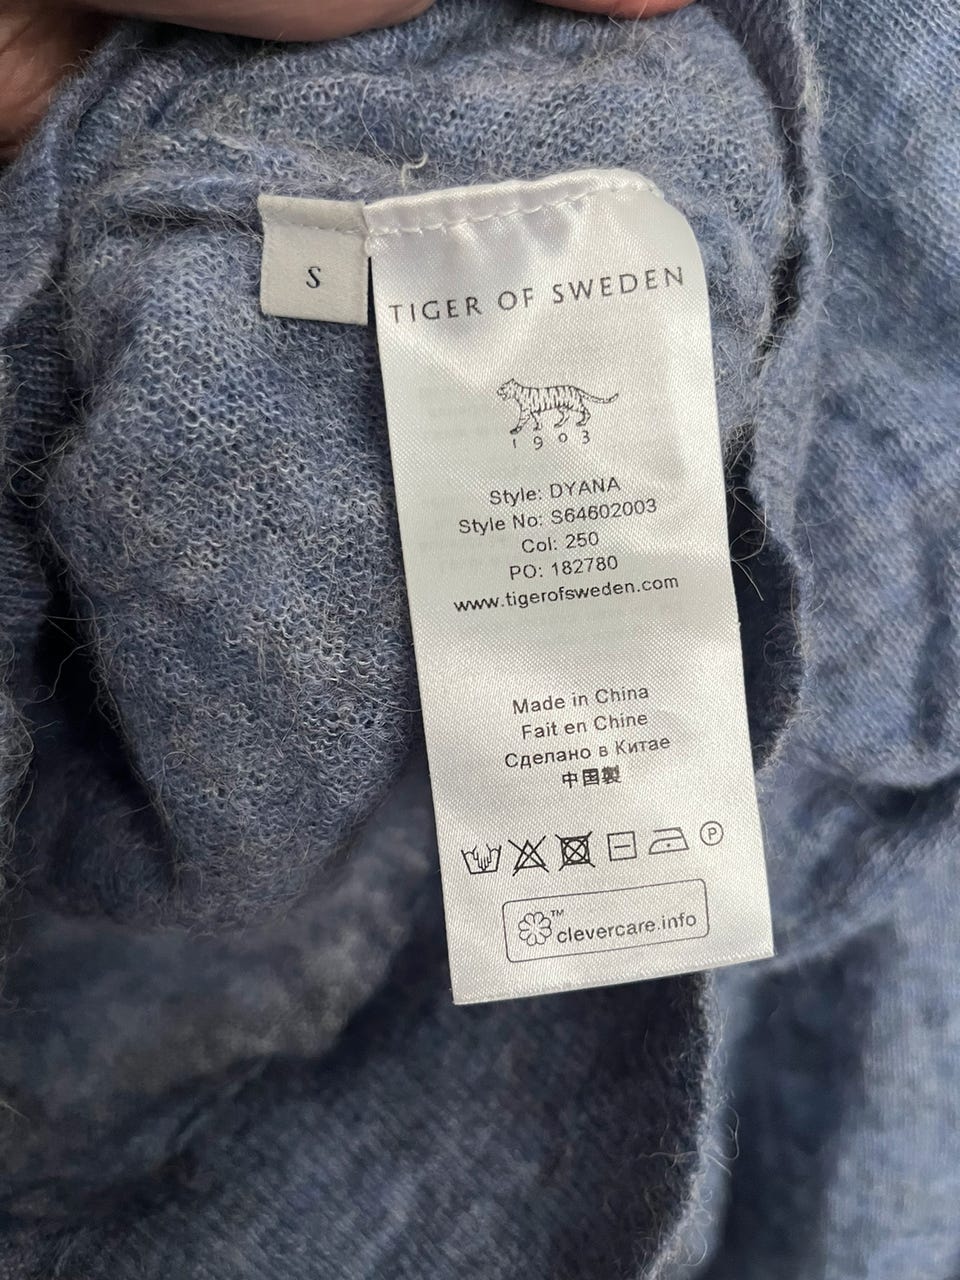 S
TIGER OF SWEDEN
1903
Style: DYANA
Style No: S64602003
Col: 250
PO: 182780
www.tigerofsweden.com
Made in China
Fait en Chine
Сделано в Китае
中国製
P
TM
clevercare.info